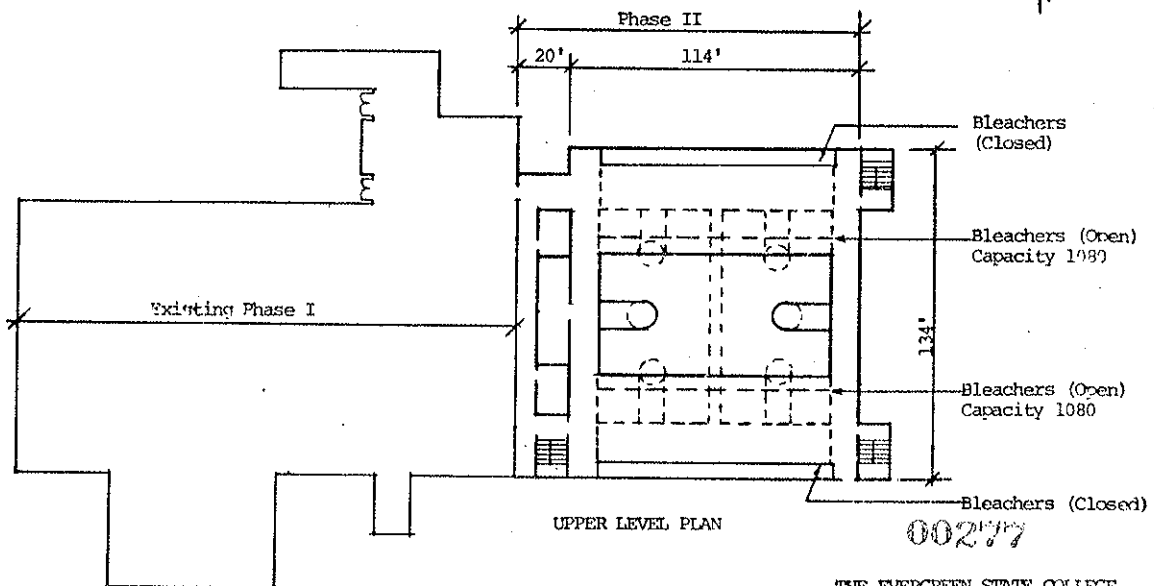 Phase II
20' 114'
Bleachers
(Closed)
Bleachers (Open)
Capacity 1080
Existing Phase I
134'
Bleachers (Open)
Capacity 1080
Bleachers (Closed)
UPPER LEVEL PLAN
00277
THE EVERGREEN STATE COLLEGE